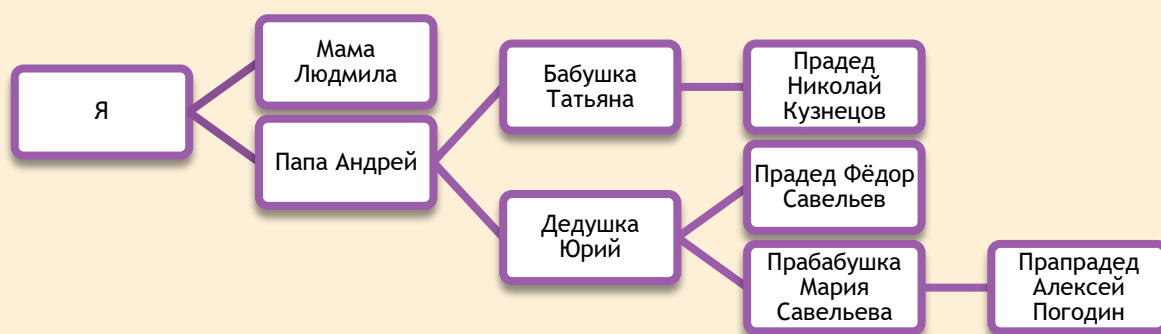 Я
Мама
Людмила
Папа Андрей
Бабушка
Татьяна
Дедушка
Юрий
Прадед
Николай
Кузнецов
Прадед Фёдор
Савельев
Прабабушка
Мария
Савельева
Прапрадед
Алексей
Погодин